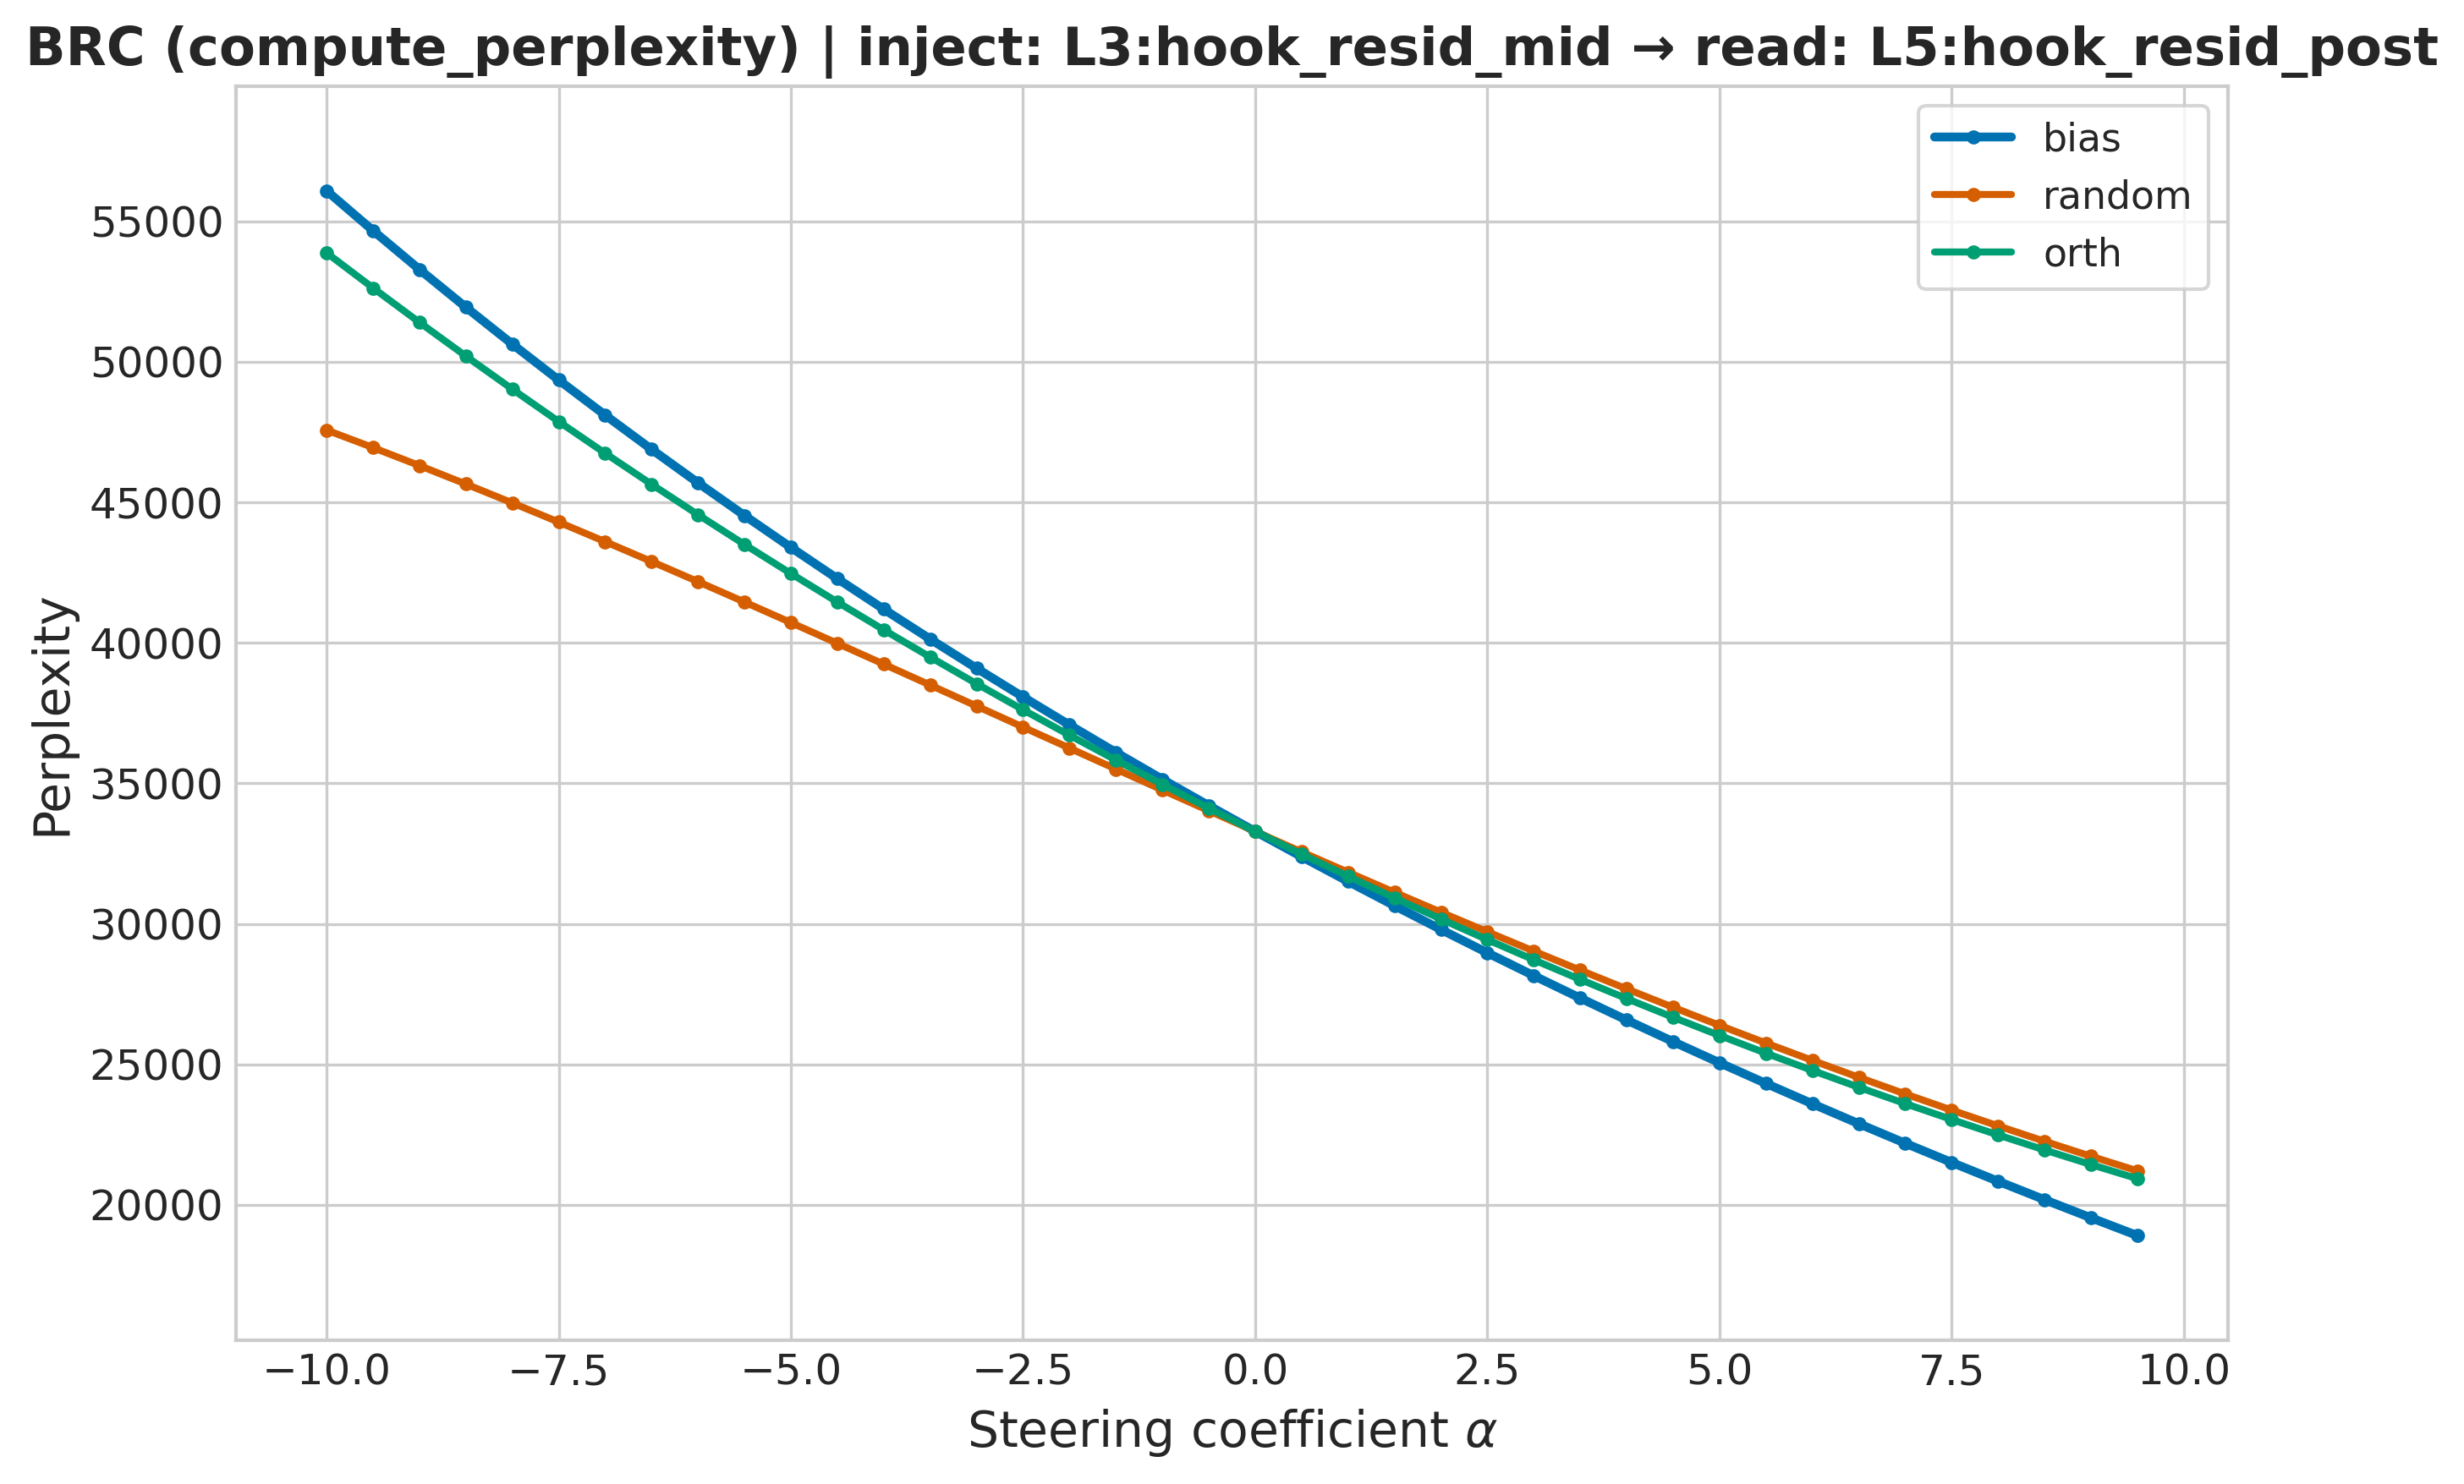 BRC (compute_perplexity) | inject: L3:hook_resid_mid → read: L5:hook_resid_post
bias
random
orth
Perplexity
55000
50000
45000
40000
35000
30000
25000
20000
−10.0 −7.5 −5.0 −2.5 0.0 2.5 5.0 7.5 10.0
Steering coefficient α